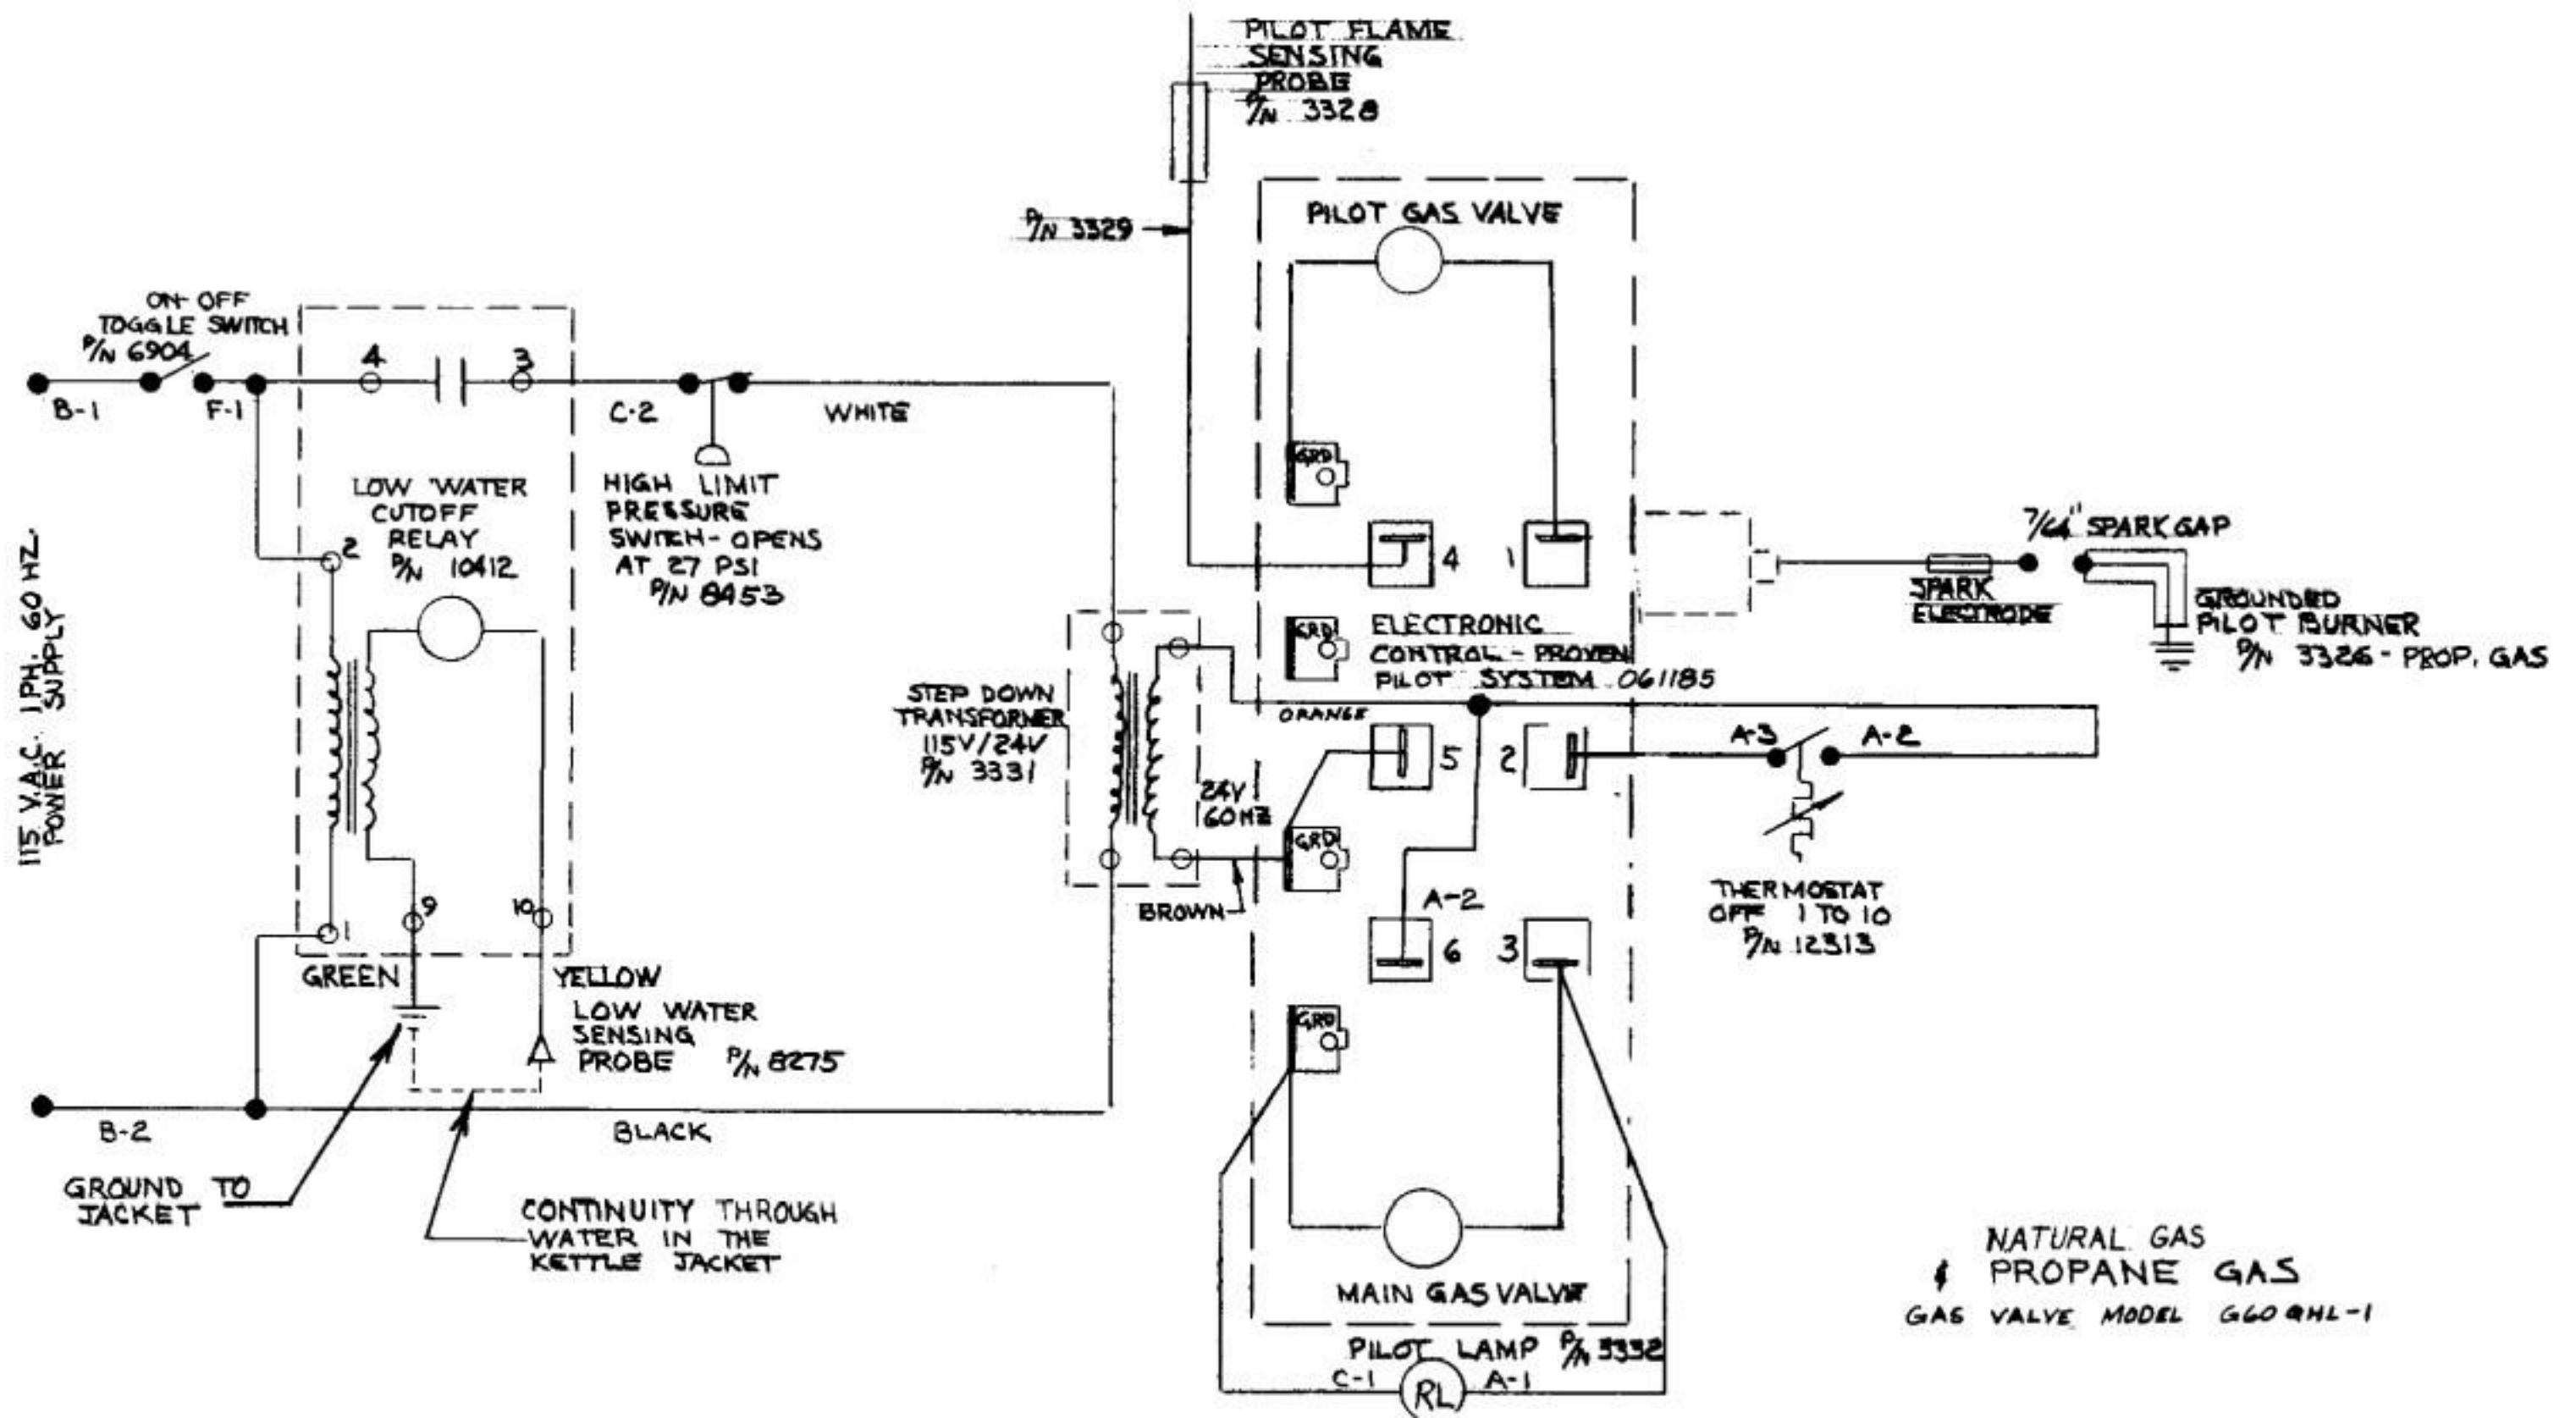 PILOT FLAME
SENSING
PROBE
P/N 3328
P/N 3329
PILOT GAS VALVE
ON-OFF
TOGGLE SWITCH
P/N 6904
4
3
B-1
F-1
C-2
WHITE
GRD
LOW WATER
CUTOFF
RELAY
P/N 10412
HIGH LIMIT
PRESSURE
SWITCH-OPENS
AT 27 PSI
P/N 8453
2
4
1
SPARK GAP
SPARK
ELECTRODE
GROUNDED
PILOT BURNER
P/N 3326-PROP. GAS
115 V.A.C. 1PH. 60 HZ.
POWER SUPPLY
GRD
ELECTRONIC
CONTROL-PROVEN
PILOT SYSTEM 061185
STEP DOWN
TRANSFORMER
115V/24V
P/N 3331
ORANGE
5
2
A-3
A-2
24V
60HZ
GRD
BROWN
A-2
6
3
THERMOSTAT
OFF 1 TO 10
P/N 12313
9
10
1
GREEN
YELLOW
LOW WATER
SENSING
PROBE P/N 8275
GRD
B-2
BLACK
GROUND TO
JACKET
CONTINUITY THROUGH
WATER IN THE
KETTLE JACKET
MAIN GAS VALVE
PILOT LAMP P/N 3332
C-1
RL
A-1
NATURAL GAS
& PROPANE GAS
GAS VALVE MODEL G60QHL-1